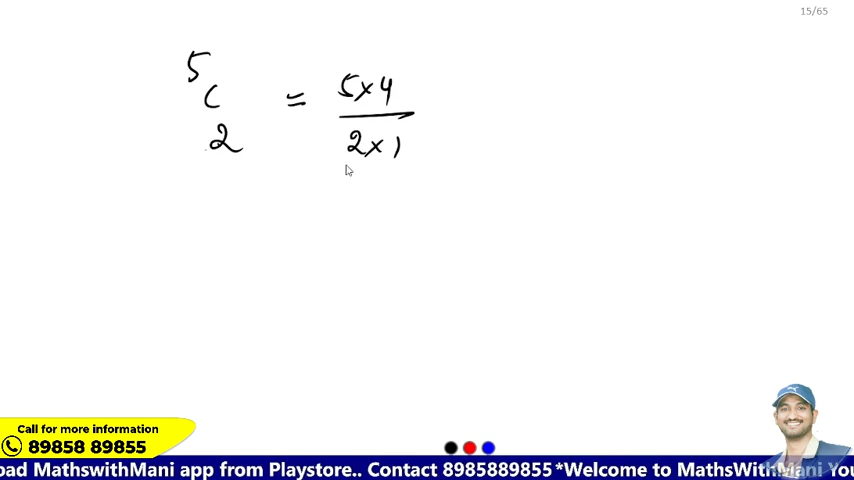 15/65
5
C = 5×4
2 2×1
Call for more information
89858 89855
oad MathswithMani app from Playstore.. Contact 8985889855*Welcome to MathsWithMani You